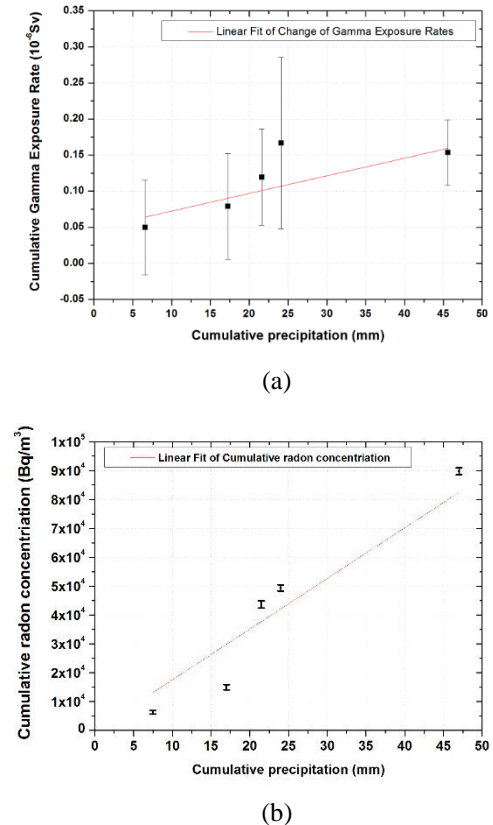 0.35
0.30
0.25
0.20
0.15
0.10
0.05
0.00
-0.05
Cumulative Gamma Exposure Rate (10⁻⁶Sv)
Linear Fit of Change of Gamma Exposure Rates
0 5 10 15 20 25 30 35 40 45 50
Cumulative precipitation (mm)
(a)
1x10⁵
9x10⁴
8x10⁴
7x10⁴
6x10⁴
5x10⁴
4x10⁴
3x10⁴
2x10⁴
1x10⁴
0
Cumulative radon concentriation (Bq/m³)
Linear Fit of Cumulative radon concentriation
0 5 10 15 20 25 30 35 40 45 50
Cumulative precipitation (mm)
(b)